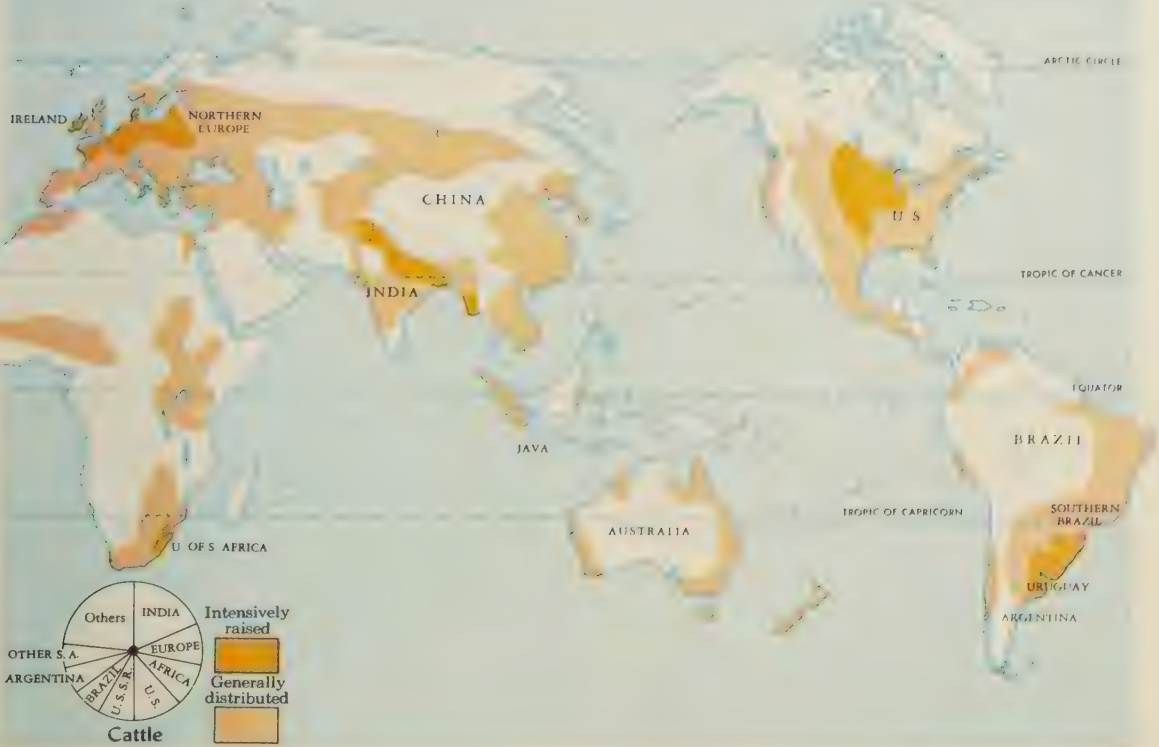 ARCTIC CIRCLE
IRELAND
NORTHERN
EUROPE
CHINA
U S
TROPIC OF CANCER
INDIA
EQUATOR
BRAZIL
JAVA
TROPIC OF CAPRICORN
SOUTHERN
BRAZIL
AUSTRALIA
U OF S AFRICA
URUGUAY
ARGENTINA
Others
INDIA
EUROPE
AFRICA
U.S.
U.S.S.R.
BRAZIL
ARGENTINA
OTHER S. A.
Cattle
Intensively
raised
Generally
distributed